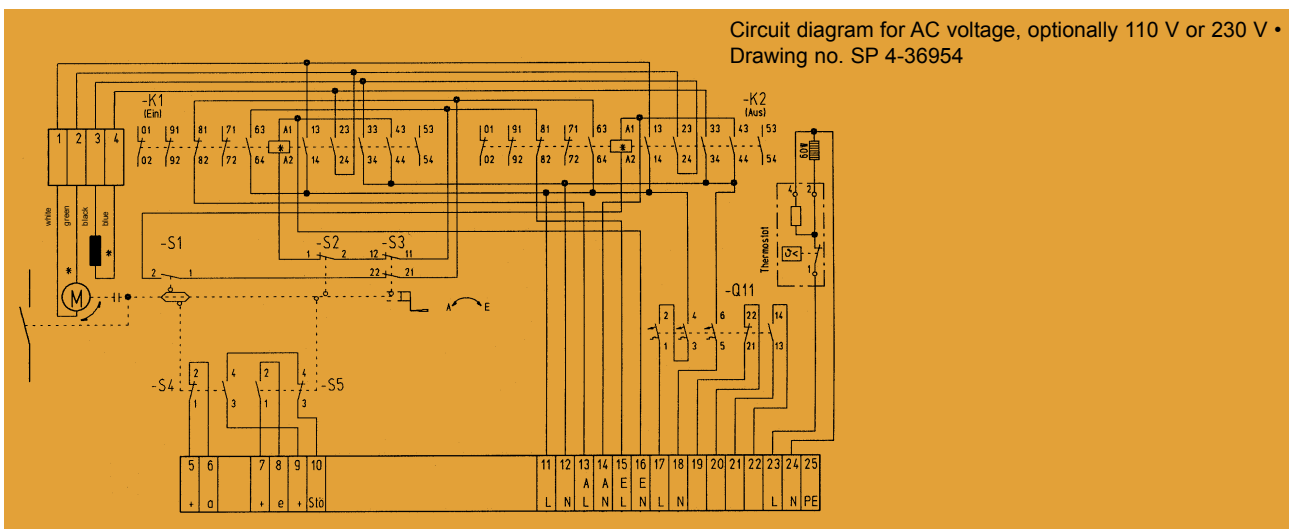 Circuit diagram for AC voltage, optionally 110 V or 230 V •
Drawing no. SP 4-36954
-K1
(Ein)
-K2
(Aus)
1 2 3 4
01 91 81 71 63 A1 13 23 33 43 53
*
02 92 82 72 64 A2 14 24 34 44 54
01 91 81 71 63 A1 13 23 33 43 53
*
02 92 82 72 64 A2 14 24 34 44 54
60W
4 2
Thermostat
1
white
green
black
blue
*
*
M
-S1
2 1
-S2
1 2
-S3
12 11
22 21
A E
-Q11
2 4 6 22 14
1 3 5 21 13
-S4
2 4 2 4
1 3 1 3
-S5
5 6 7 8 9 10 11 12 13 14 15 16 17 18 19 20 21 22 23 24 25
A A E E
+ a + e + Stö L N L N L N L N L N PE